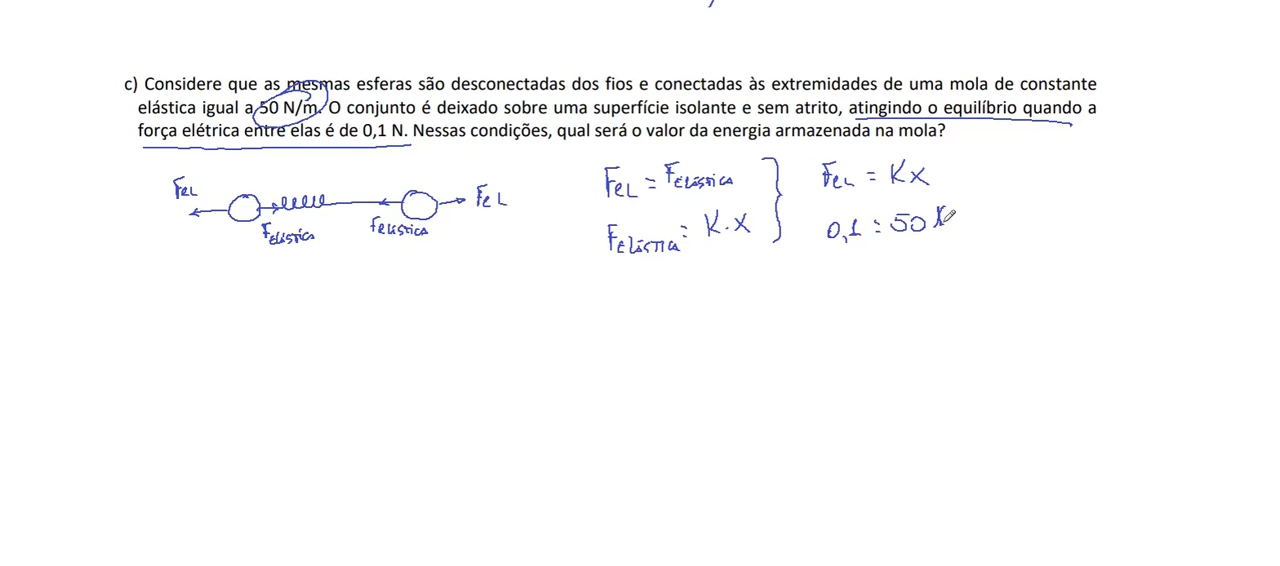 c) Considere que as mesmas esferas são desconectadas dos fios e conectadas às extremidades de uma mola de constante
elástica igual a 50 N/m. O conjunto é deixado sobre uma superfície isolante e sem atrito, atingindo o equilíbrio quando a
força elétrica entre elas é de 0,1 N. Nessas condições, qual será o valor da energia armazenada na mola?
FeL FeL
FELÁSTICA FELÁSTICA
FeL = FELÁSTICA
FELÁSTICA = K.X
FeL = KX
0,1 = 50X